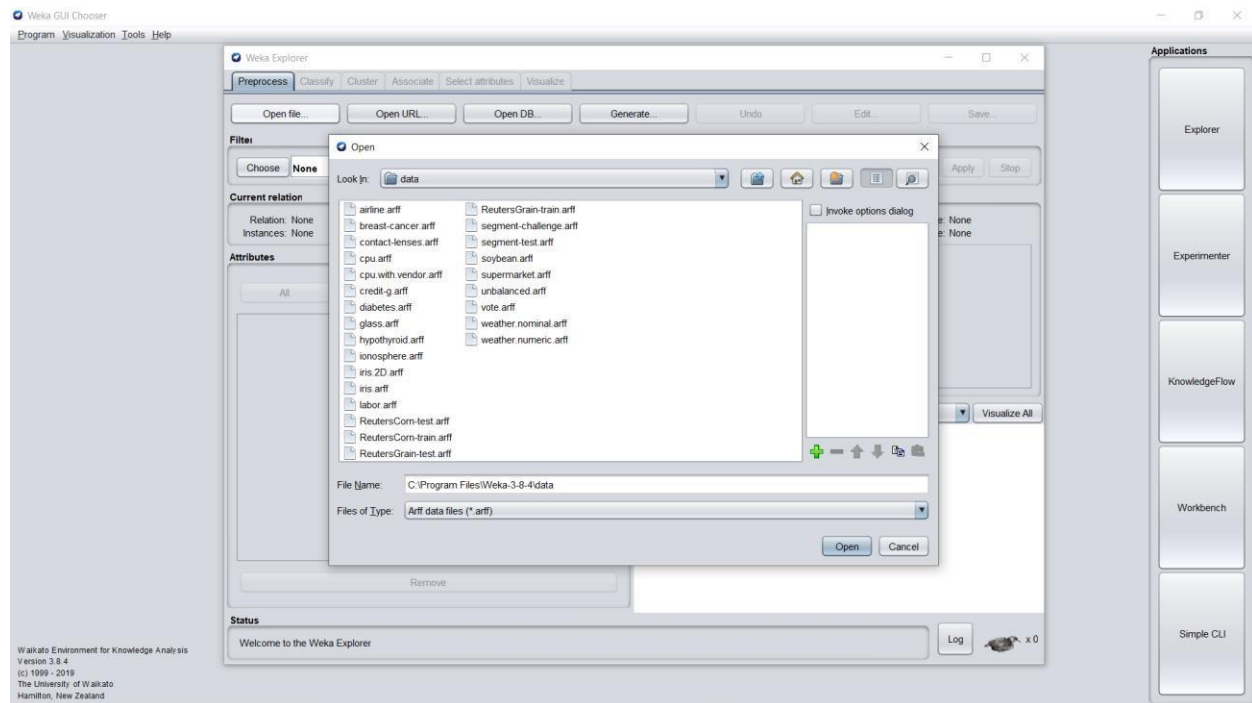 Weka GUI Chooser
Program Visualization Tools Help
Applications
Weka Explorer
Preprocess Classify Cluster Associate Select attributes Visualize
Open file... Open URL... Open DB... Generate... Undo Edit... Save...
Filter
Choose None Apply Stop
Current relation
Relation: None
Instances: None
e: None
e: None
Attributes
All
Visualize All
Remove
Status
Welcome to the Weka Explorer
Log x 0
Open
Look In: data
airline.arff
breast-cancer.arff
contact-lenses.arff
cpu.arff
cpu.with.vendor.arff
credit-g.arff
diabetes.arff
glass.arff
hypothyroid.arff
ionosphere.arff
iris.2D.arff
iris.arff
labor.arff
ReutersCorn-test.arff
ReutersCorn-train.arff
ReutersGrain-test.arff
ReutersGrain-train.arff
segment-challenge.arff
segment-test.arff
soybean.arff
supermarket.arff
unbalanced.arff
vote.arff
weather.nominal.arff
weather.numeric.arff
Invoke options dialog
File Name: C:\Program Files\Weka-3-8-4\data
Files of Type: Arff data files (*.arff)
Open Cancel
Explorer
Experimenter
KnowledgeFlow
Workbench
Simple CLI
Waikato Environment for Knowledge Analysis
Version 3.8.4
(c) 1999 - 2019
The University of Waikato
Hamilton, New Zealand